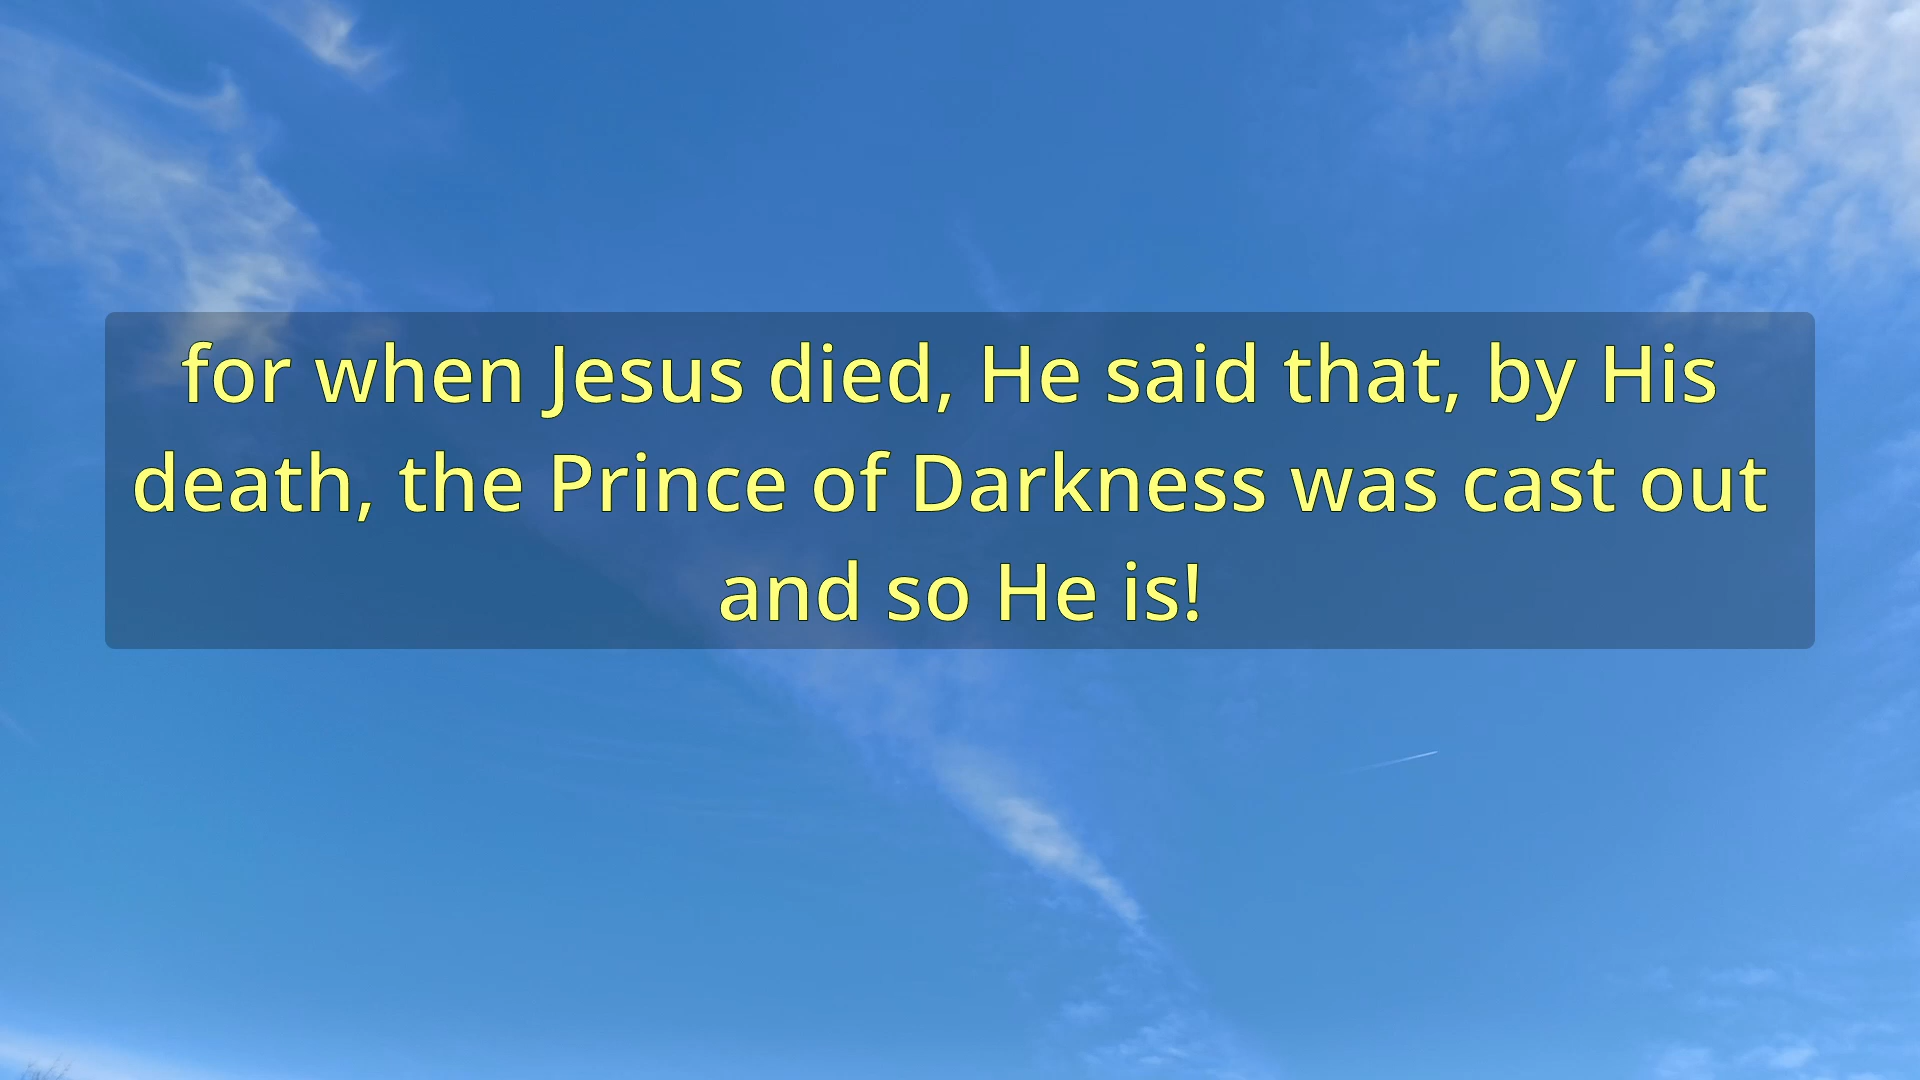 for when Jesus died, He said that, by His
death, the Prince of Darkness was cast out
and so He is!